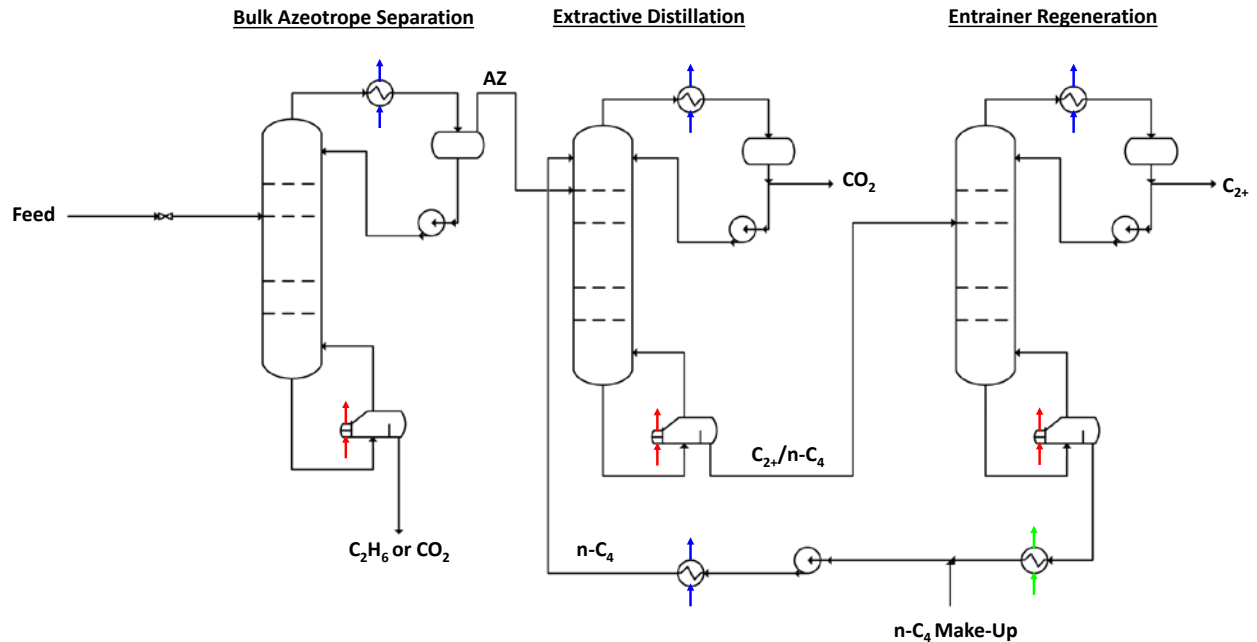 Bulk Azeotrope Separation
Extractive Distillation
Entrainer Regeneration
AZ
Feed
CO₂
C₂₊
C₂₊/n-C₄
C₂H₆ or CO₂
n-C₄
n-C₄ Make-Up